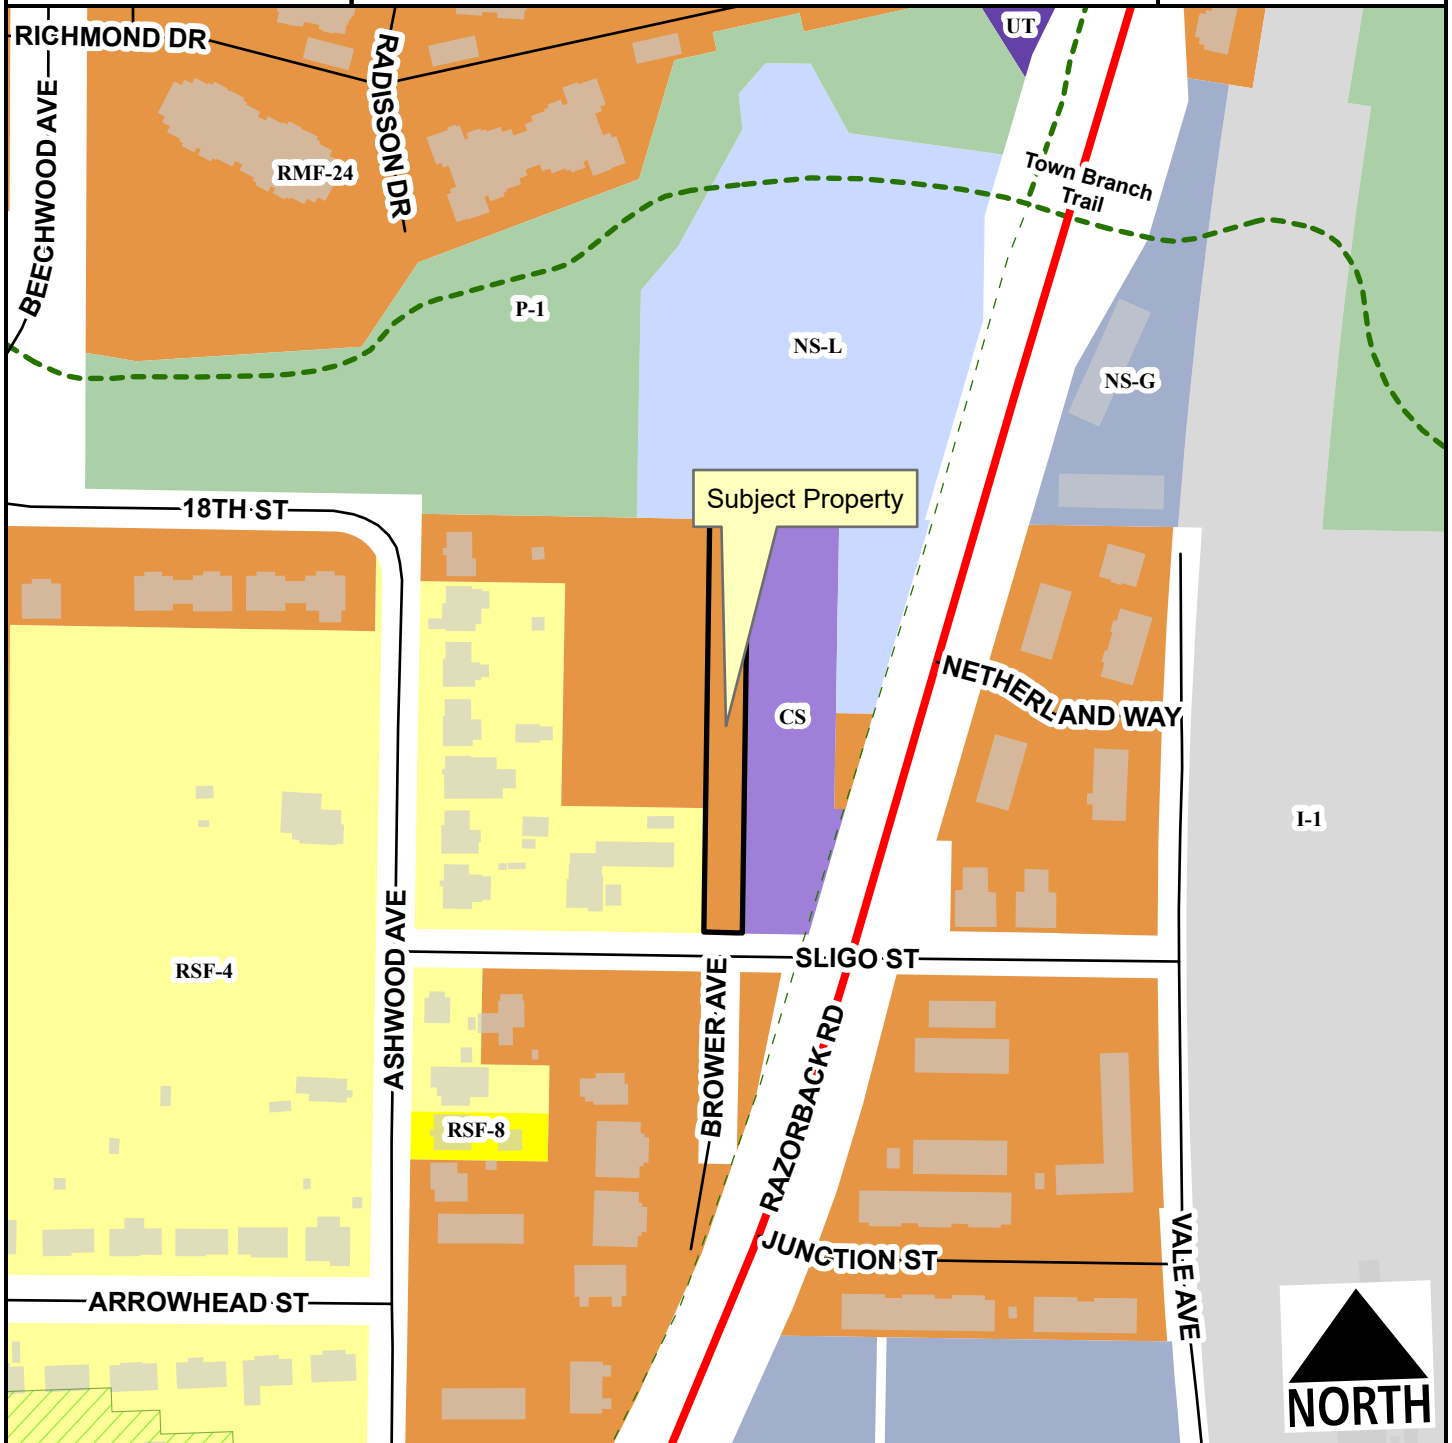 UT
RICHMOND DR
RADISSON DR
BEECHWOOD AVE
RMF-24
Town Branch
Trail
P-1
NS-L
NS-G
Subject Property
18TH ST
NETHERLAND WAY
CS
I-1
ASHWOOD AVE
RSF-4
SLIGO ST
BROWER AVE
RAZORBACK RD
RSF-8
JUNCTION ST
VALE AVE
ARROWHEAD ST
NORTH